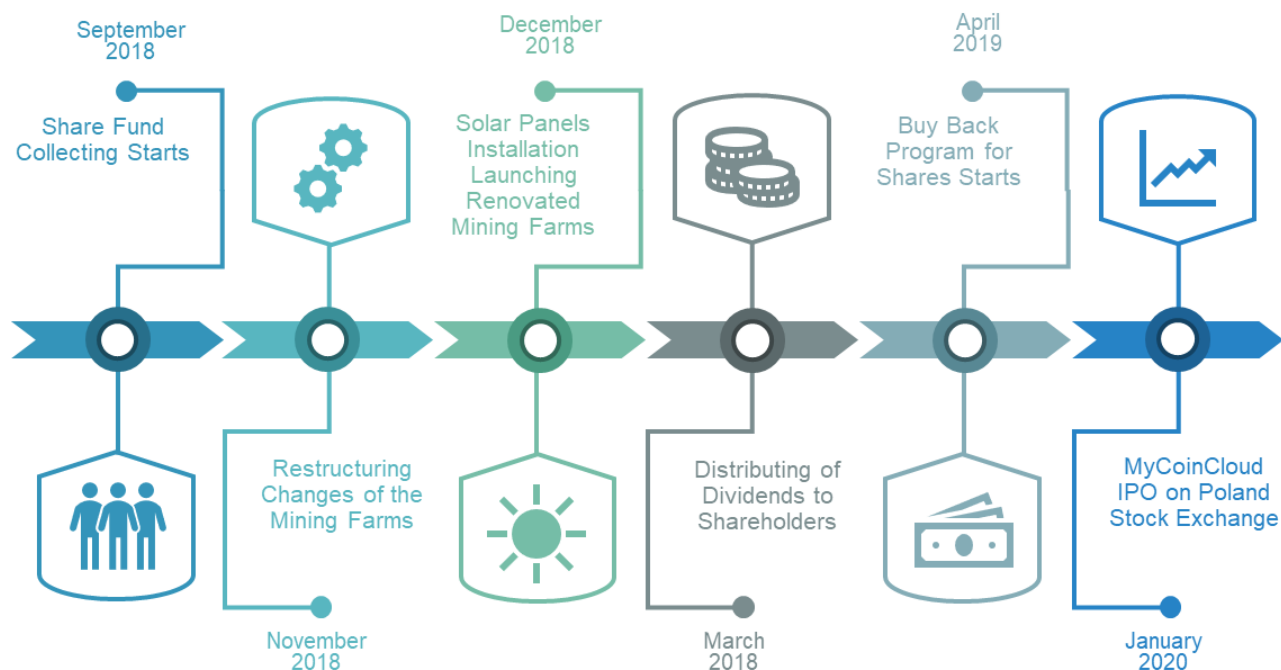 September
2018
Share Fund
Collecting Starts
November
2018
Restructuring
Changes of the
Mining Farms
December
2018
Solar Panels
Installation
Launching
Renovated
Mining Farms
March
2018
Distributing of
Dividends to
Shareholders
April
2019
Buy Back
Program for
Shares Starts
January
2020
MyCoinCloud
IPO on Poland
Stock Exchange